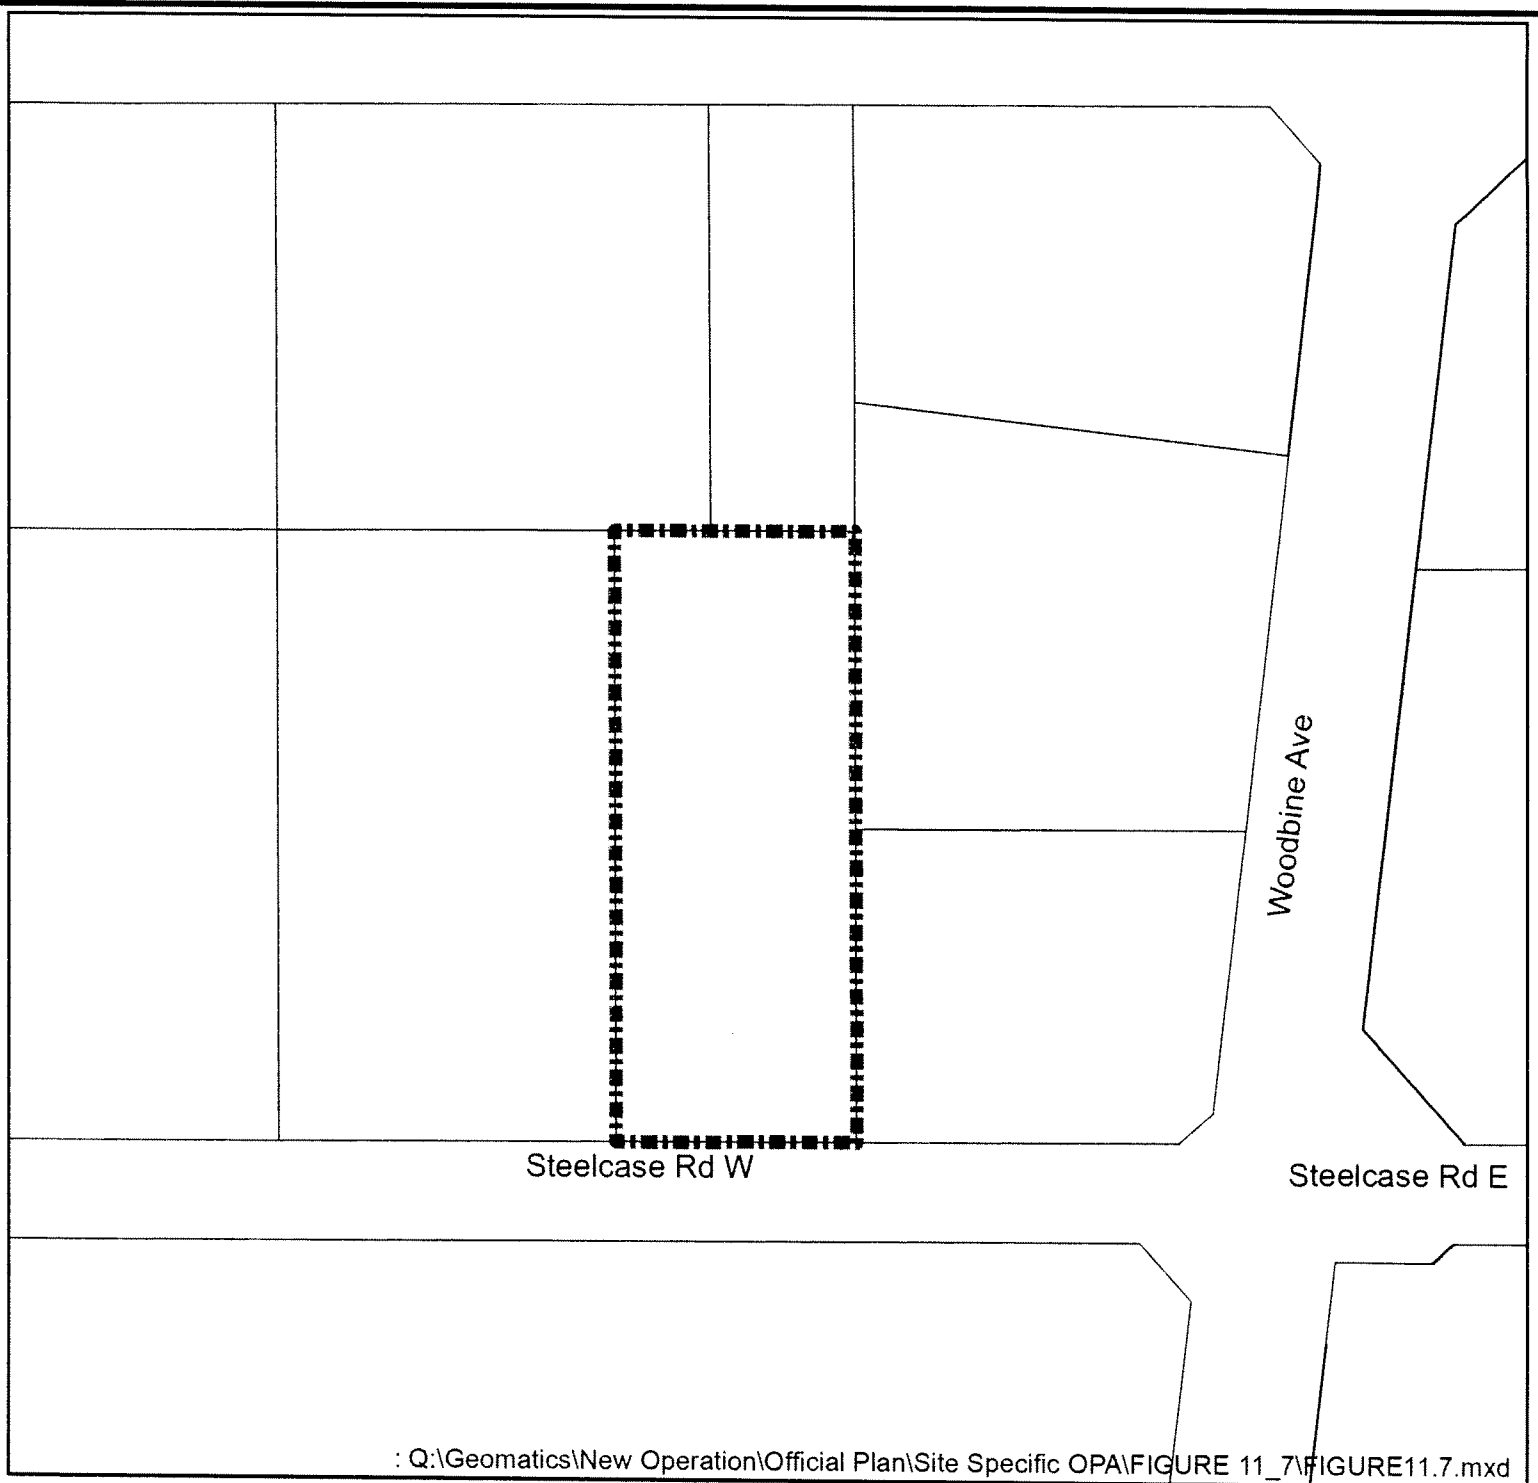 Woodbine Ave
Steelcase Rd W
Steelcase Rd E
: Q:\Geomatics\New Operation\Official Plan\Site Specific OPA\FIGURE 11_7\FIGURE11.7.mxd